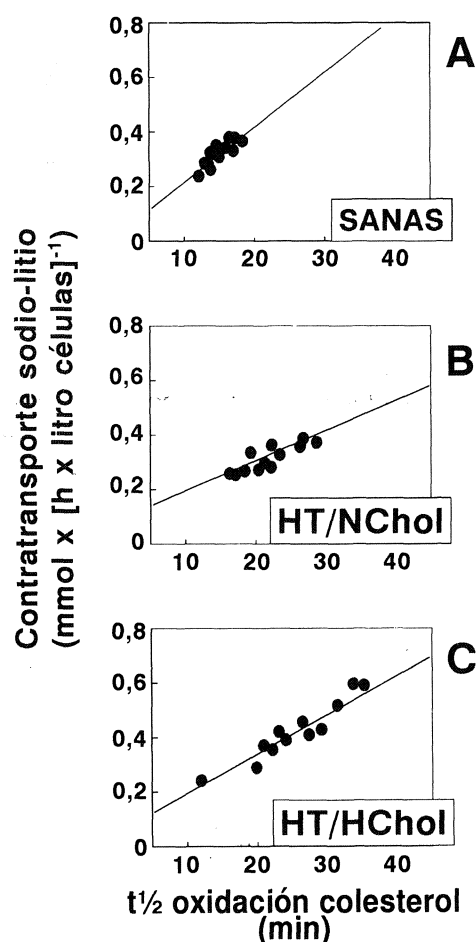 Contratransporte sodio-litio
(mmol x [h x litro células]⁻¹)
0,8
0,6
0,4
0,2
0
10
20
30
40
A
SANAS
0,8
0,6
0,4
0,2
0
10
20
30
40
B
HT/NChol
0,8
0,6
0,4
0,2
0
10
20
30
40
C
HT/HChol
t½ oxidación colesterol
(min)